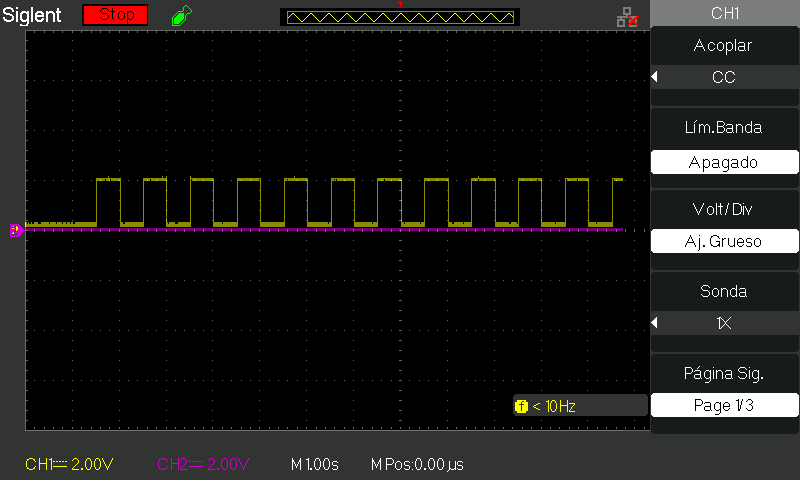 Siglent Stop T CH1
Acoplar
CC
Lím.Banda
Apagado
Volt/Div
Aj.Grueso
Sonda
1X
Página Sig.
Page 1/3
f < 10Hz
CH1 2.00V CH2 2.00V M 1.00s M Pos:0.00 µs